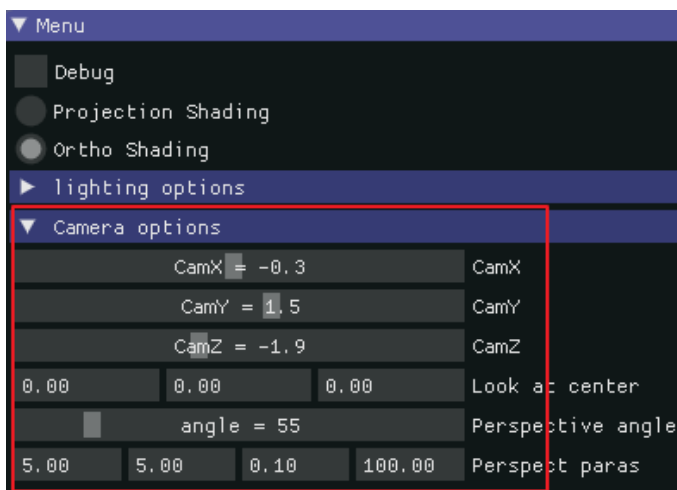 Menu
Debug
Projection Shading
Ortho Shading
lighting options
Camera options
CamX = -0.3 CamX
CamY = 1.5 CamY
CamZ = -1.9 CamZ
0.00 0.00 0.00 Look at center
angle = 55 Perspective angle
5.00 5.00 0.10 100.00 Perspect paras